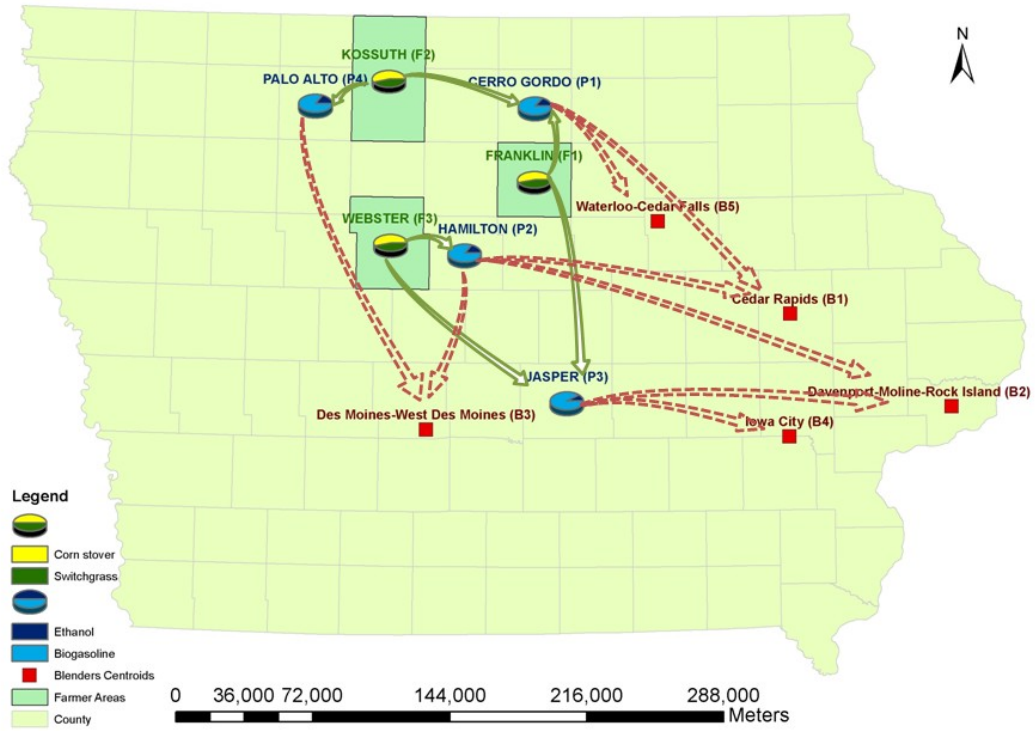 N
KOSSUTH (F2)
PALO ALTO (P4)
CERRO GORDO (P1)
FRANKLIN (F1)
WEBSTER (F3)
HAMILTON (P2)
Waterloo-Cedar Falls (B5)
Cedar Rapids (B1)
JASPER (P3)
Davenport-Moline-Rock Island (B2)
Des Moines-West Des Moines (B3)
Iowa City (B4)
Legend
Corn stover
Switchgrass
Ethanol
Biogasoline
Blenders Centroids
Farmer Areas
County
0 36,000 72,000 144,000 216,000 288,000
Meters